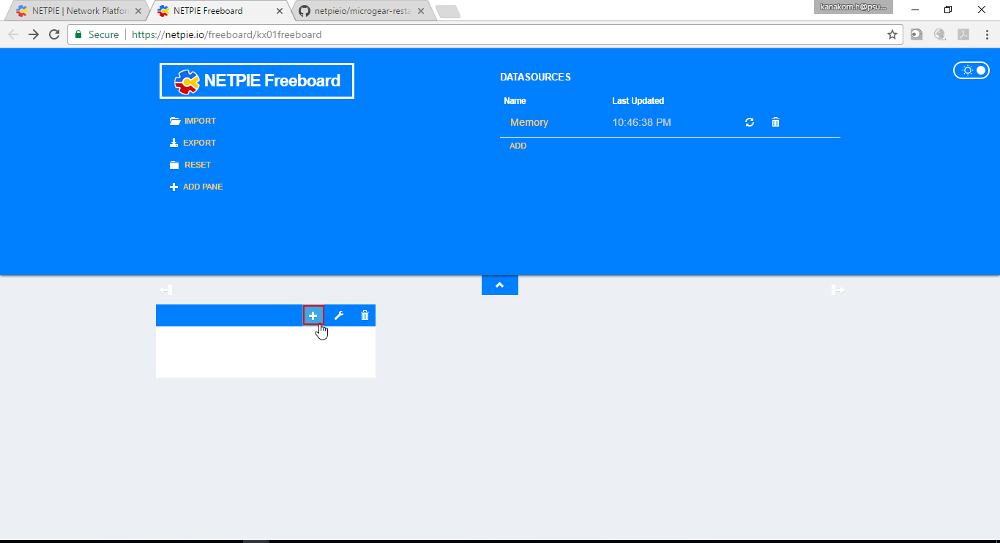 NETPIE | Network Platfor
NETPIE Freeboard
netpieio/microgear-resta
kanakorn.h@psu...
Secure
https://netpie.io/freeboard/kx01freeboard
NETPIE Freeboard
IMPORT
EXPORT
RESET
ADD PANE
DATASOURCES
Name Last Updated
Memory 10:46:38 PM
ADD